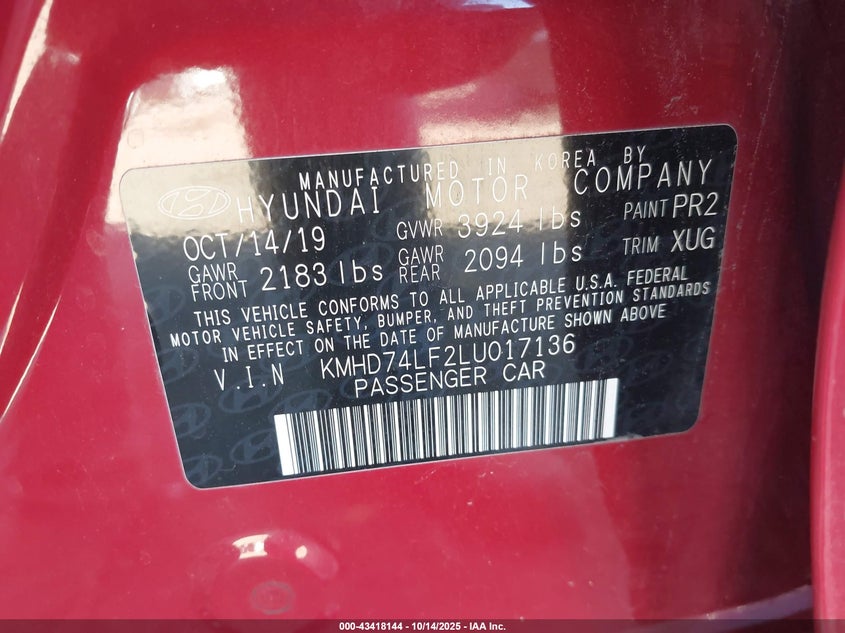 MANUFACTURED IN KOREA BY
HYUNDAI MOTOR COMPANY
OCT/14/19 GVWR 3924 lbs PAINT PR2
GAWR FRONT 2183 lbs GAWR REAR 2094 lbs TRIM XUG
THIS VEHICLE CONFORMS TO ALL APPLICABLE U.S.A. FEDERAL
MOTOR VEHICLE SAFETY, BUMPER, AND THEFT PREVENTION STANDARDS
IN EFFECT ON THE DATE OF MANUFACTURE SHOWN ABOVE
V.I.N KMHD74LF2LU017136
PASSENGER CAR
000-43418144 - 10/14/2025 - IAA Inc.